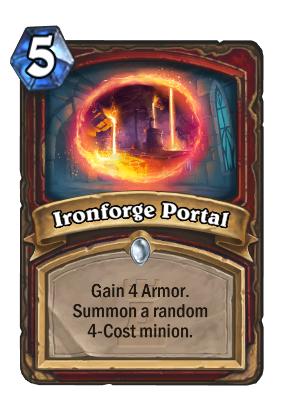 5
Ironforge Portal
Gain 4 Armor.
Summon a random
4-Cost minion.